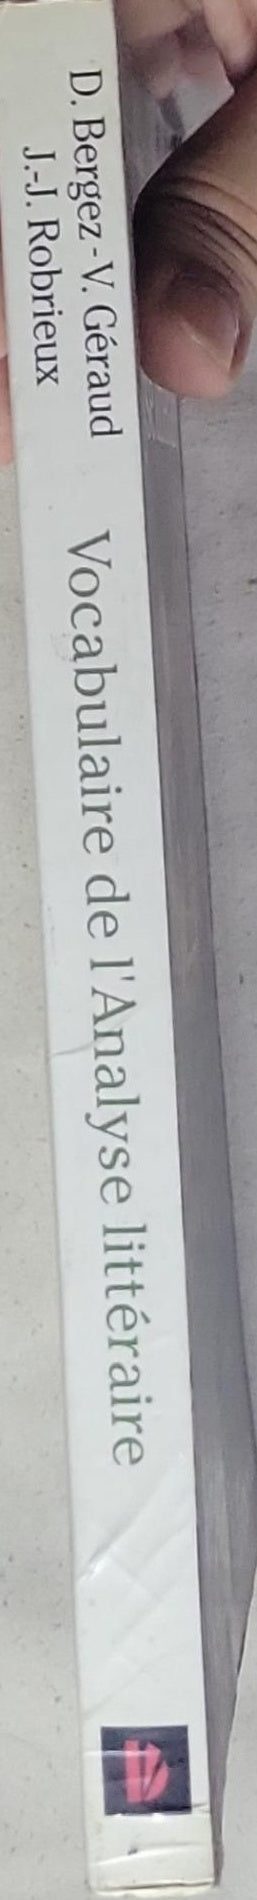 D. Bergez - V. Géraud
J.-J. Robrieux
Vocabulaire de l'Analyse littéraire